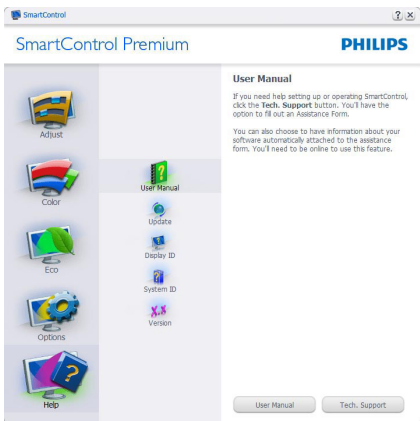 SmartControl
? ×
SmartControl Premium
PHILIPS
Adjust
Color
Eco
Options
Help
User Manual
Update
Display ID
System ID
X.X
Version
User Manual
If you need help setting up or operating SmartControl,
click the Tech. Support button. You'll have the
option to fill out an Assistance Form.
You can also choose to have information about your
software automatically attached to the assistance
form. You'll need to be online to use this feature.
User Manual
Tech. Support